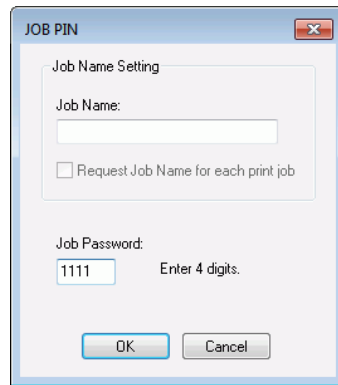 JOB PIN
Job Name Setting
Job Name:
Request Job Name for each print job
Job Password:
1111 Enter 4 digits.
OK Cancel